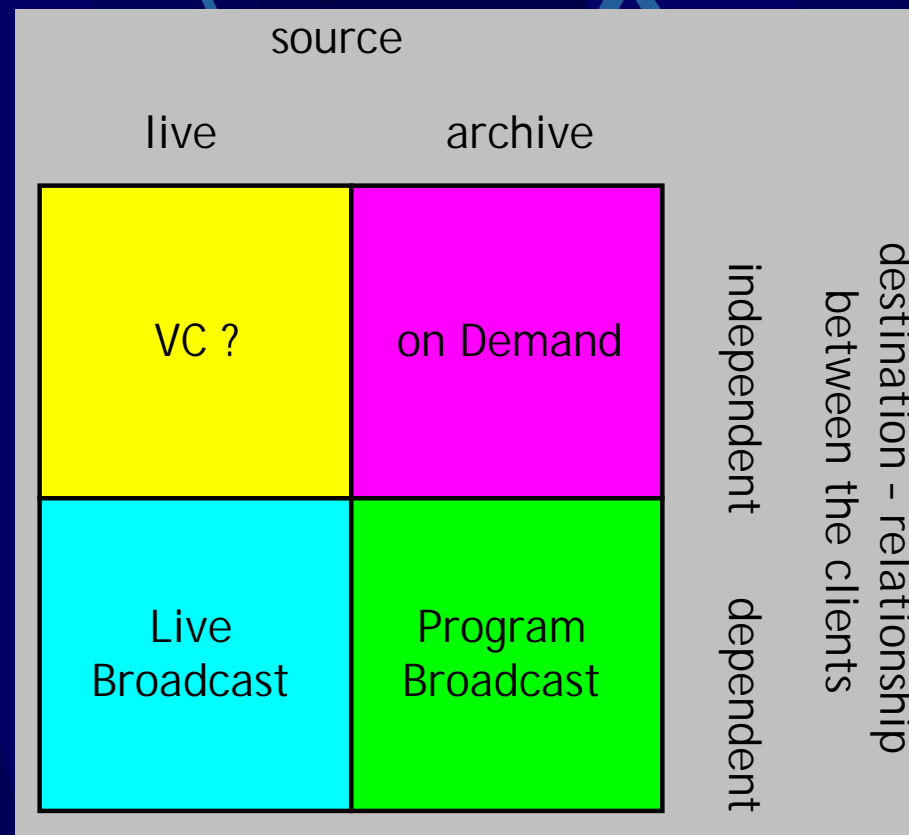 source
live archive
VC ?
on Demand
Live
Broadcast
Program
Broadcast
independent
dependent
destination - relationship
between the clients